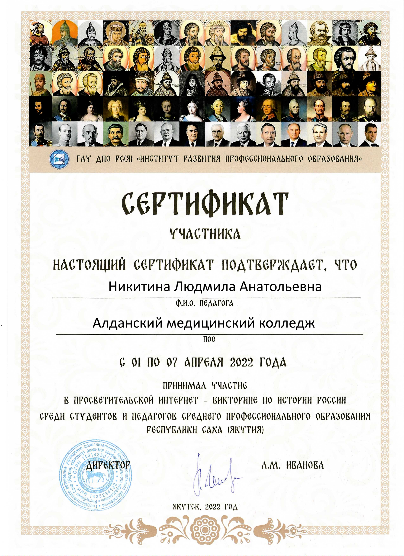 ГАУ ДПО РС(Я) «ИНСТИТУТ РАЗВИТИЯ ПРОФЕССИОНАЛЬНОГО ОБРАЗОВАНИЯ»
СЕРТИФИКАТ
УЧАСТНИКА
НАСТОЯЩИЙ СЕРТИФИКАТ ПОДТВЕРЖДАЕТ, ЧТО
Никитина Людмила Анатольевна
Ф.И.О. ПЕДАГОГА
Алданский медицинский колледж
ПОО
С 01 ПО 07 АПРЕЛЯ 2022 ГОДА
ПРИНИМАЛ УЧАСТИЕ
В ПРОСВЕТИТЕЛЬСКОЙ ИНТЕРНЕТ - ВИКТОРИНЕ ПО ИСТОРИИ РОССИИ
СРЕДИ СТУДЕНТОВ И ПЕДАГОГОВ СРЕДНЕГО ПРОФЕССИОНАЛЬНОГО ОБРАЗОВАНИЯ
РЕСПУБЛИКИ САХА (ЯКУТИЯ)
ДИРЕКТОР Л.М. ИВАНОВА
ЯКУТСК, 2022 ГОД